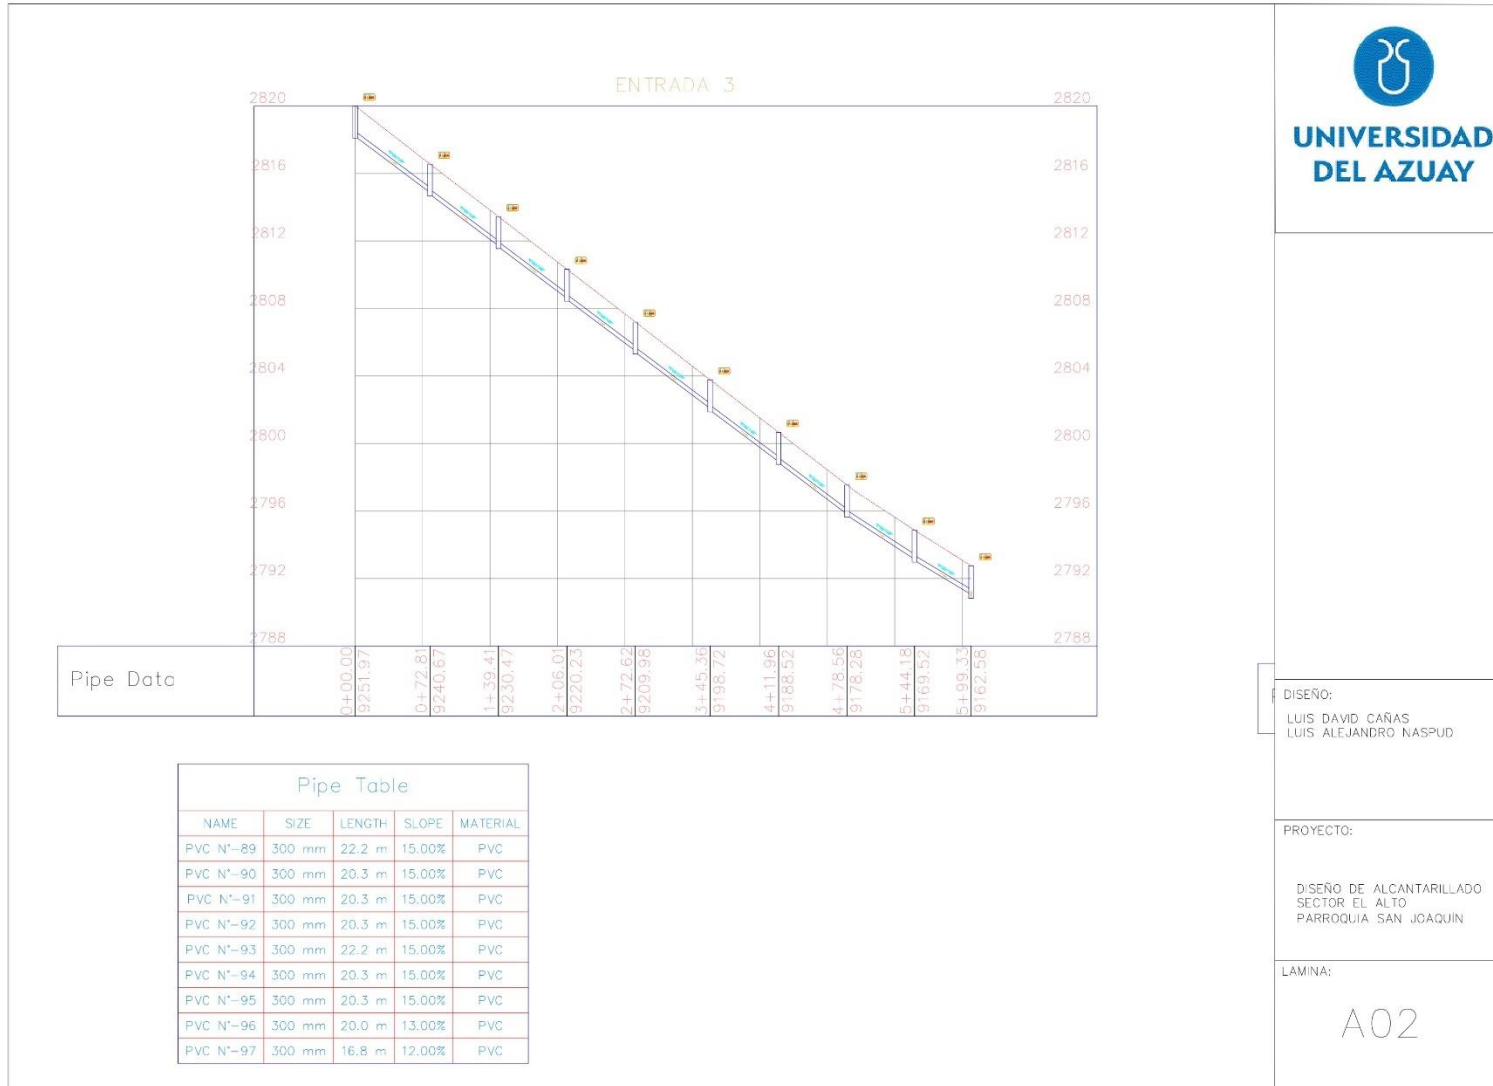 ENTRADA 3
2820
2820
2816
2816
2812
2812
2808
2808
2804
2804
2800
2800
2796
2796
2792
2792
2788
2788
Pipe Data
0+00.00
9251.97
0+72.81
9240.67
1+39.41
9230.47
2+06.01
9220.23
2+72.62
9209.98
3+45.36
9198.72
4+11.96
9188.52
4+78.56
9178.28
5+44.18
9169.52
5+99.33
9162.58
Pipe Table
NAME SIZE LENGTH SLOPE MATERIAL
PVC N°-89 300 mm 22.2 m 15.00% PVC
PVC N°-90 300 mm 20.3 m 15.00% PVC
PVC N°-91 300 mm 20.3 m 15.00% PVC
PVC N°-92 300 mm 20.3 m 15.00% PVC
PVC N°-93 300 mm 22.2 m 15.00% PVC
PVC N°-94 300 mm 20.3 m 15.00% PVC
PVC N°-95 300 mm 20.3 m 15.00% PVC
PVC N°-96 300 mm 20.0 m 13.00% PVC
PVC N°-97 300 mm 16.8 m 12.00% PVC
UNIVERSIDAD
DEL AZUAY
DISEÑO:
LUIS DAVID CAÑAS
LUIS ALEJANDRO NASPUD
PROYECTO:
DISEÑO DE ALCANTARILLADO
SECTOR EL ALTO
PARROQUIA SAN JOAQUÍN
LAMINA:
A02